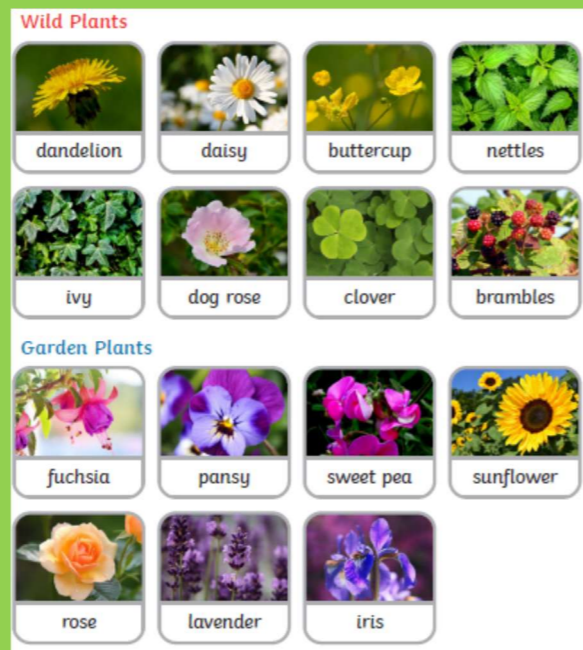 Wild Plants
dandelion daisy buttercup nettles
ivy dog rose clover brambles
Garden Plants
fuchsia pansy sweet pea sunflower
rose lavender iris